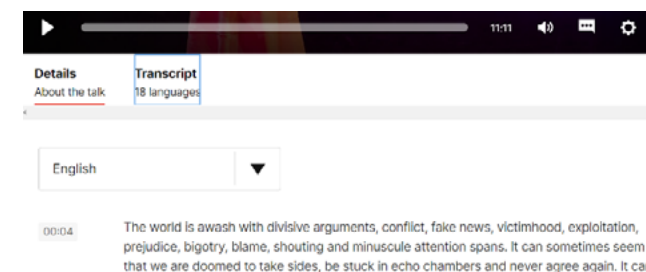 11:11
Details Transcript
About the talk 18 languages
English
00:04 The world is awash with divisive arguments, conflict, fake news, victimhood, exploitation,
prejudice, bigotry, blame, shouting and minuscule attention spans. It can sometimes seem
that we are doomed to take sides, be stuck in echo chambers and never agree again. It ca